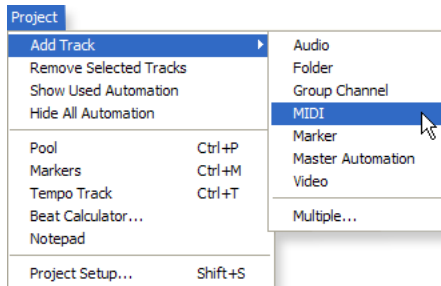 Project
Add Track
Remove Selected Tracks
Show Used Automation
Hide All Automation
Pool Ctrl+P
Markers Ctrl+M
Tempo Track Ctrl+T
Beat Calculator...
Notepad
Project Setup... Shift+S
Audio
Folder
Group Channel
MIDI
Marker
Master Automation
Video
Multiple...